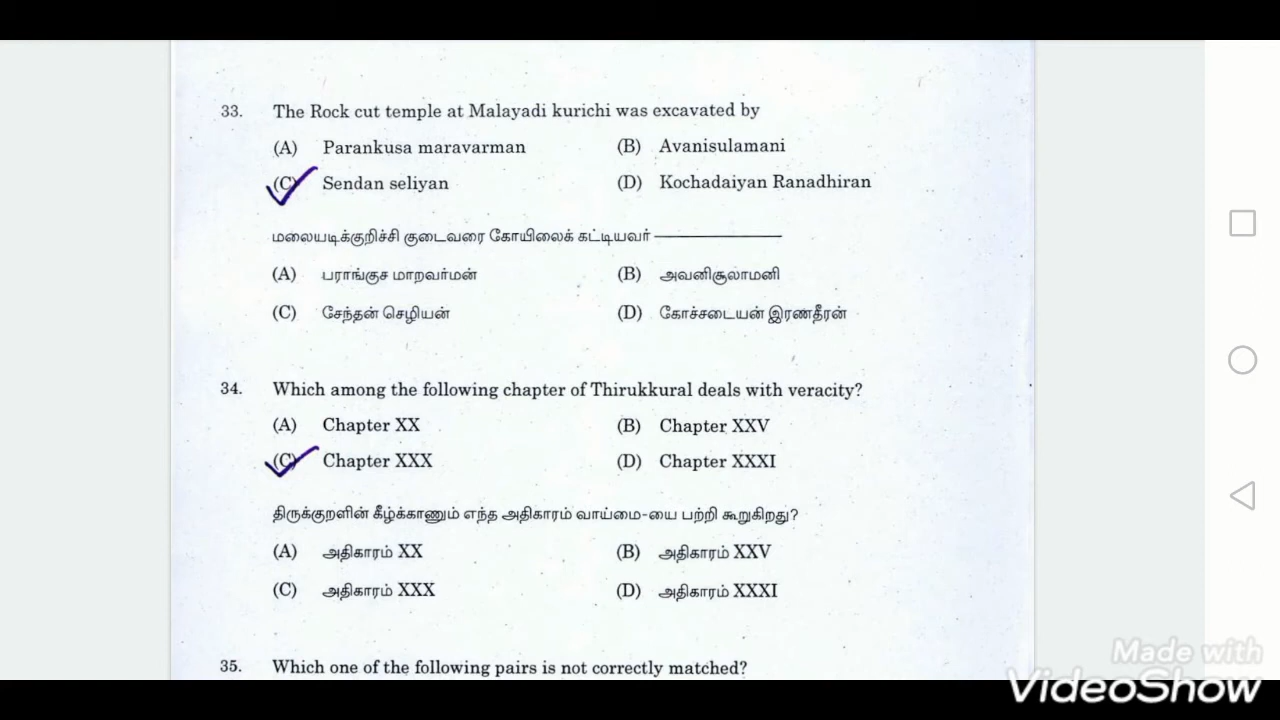 33. The Rock cut temple at Malayadi kurichi was excavated by
(A) Parankusa maravarman (B) Avanisulamani
(C) Sendan seliyan (D) Kochadaiyan Ranadhiran
மலையடிக்குறிச்சி குடைவரை கோயிலைக் கட்டியவர் ————
(A) பராங்குச மாறவர்மன் (B) அவனிசூலாமனி
(C) சேந்தன் செழியன் (D) கோச்சடையன் இரணதீரன்
34. Which among the following chapter of Thirukkural deals with veracity?
(A) Chapter XX (B) Chapter XXV
(C) Chapter XXX (D) Chapter XXXI
திருக்குறளின் கீழ்க்காணும் எந்த அதிகாரம் வாய்மை-யை பற்றி கூறுகிறது?
(A) அதிகாரம் XX (B) அதிகாரம் XXV
(C) அதிகாரம் XXX (D) அதிகாரம் XXXI
35. Which one of the following pairs is not correctly matched?
Made with
VideoShow